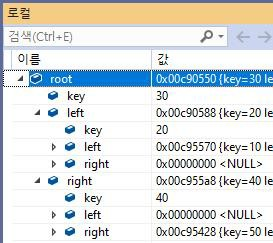 로컬
검색(Ctrl+E)
이름 값
root 0x00c90550 {key=30 le
key 30
left 0x00c90588 {key=20 le
key 20
left 0x00c95570 {key=10 le
right 0x00000000 <NULL>
right 0x00c955a8 {key=40 le
key 40
left 0x00000000 <NULL>
right 0x00c95428 {key=50 le